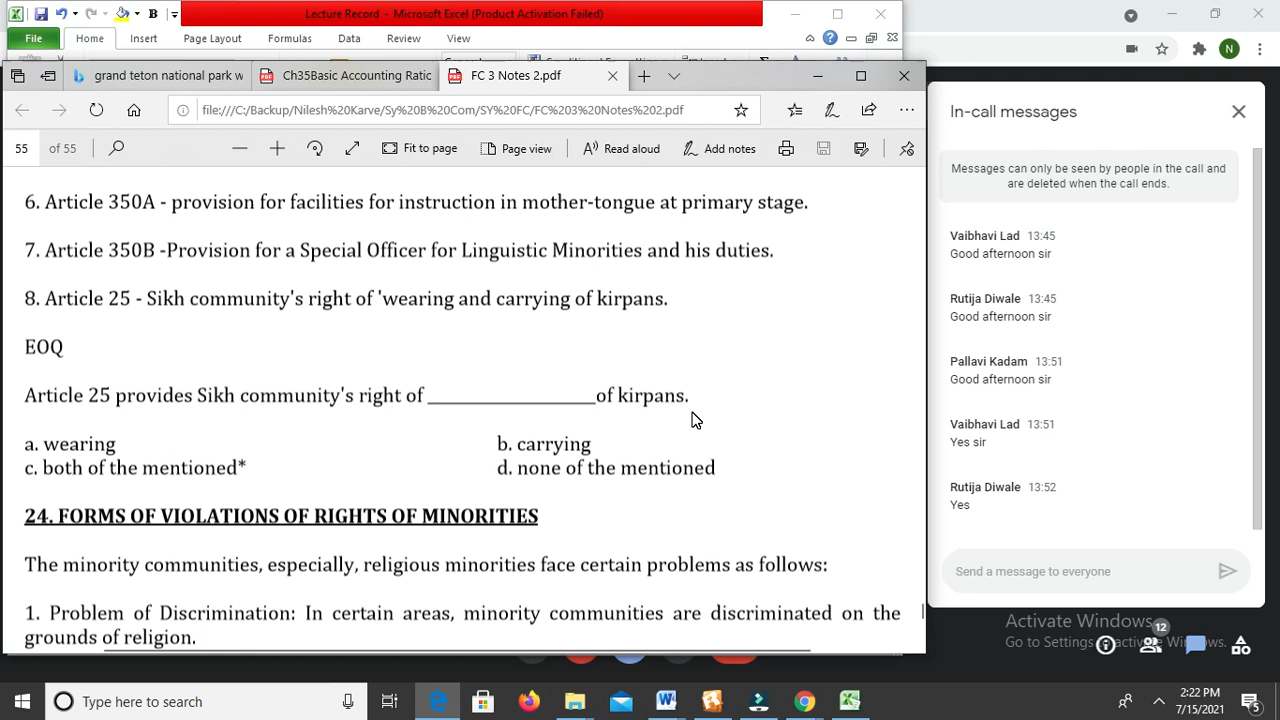 Lecture Record - Microsoft Excel (Product Activation Failed)
File Home Insert Page Layout Formulas Data Review View
grand teton national park w
Ch35Basic Accounting Ratio
FC 3 Notes 2.pdf
file:///C:/Backup/Nilesh%20Karve/Sy%20B%20Com/SY%20FC/FC%203%20Notes%202.pdf
55 of 55 Fit to page Page view Read aloud Add notes
6. Article 350A - provision for facilities for instruction in mother-tongue at primary stage.
7. Article 350B -Provision for a Special Officer for Linguistic Minorities and his duties.
8. Article 25 - Sikh community's right of 'wearing and carrying of kirpans.
EOQ
Article 25 provides Sikh community's right of ________________of kirpans.
a. wearing b. carrying
c. both of the mentioned* d. none of the mentioned
24. FORMS OF VIOLATIONS OF RIGHTS OF MINORITIES
The minority communities, especially, religious minorities face certain problems as follows:
1. Problem of Discrimination: In certain areas, minority communities are discriminated on the
grounds of religion.
N
In-call messages
Messages can only be seen by people in the call and
are deleted when the call ends.
Vaibhavi Lad 13:45
Good afternoon sir
Rutija Diwale 13:45
Good afternoon sir
Pallavi Kadam 13:51
Good afternoon sir
Vaibhavi Lad 13:51
Yes sir
Rutija Diwale 13:52
Yes
Send a message to everyone
Activate Windows
Go to Settings to activate Windows.
12
Type here to search
2:22 PM
7/15/2021
5